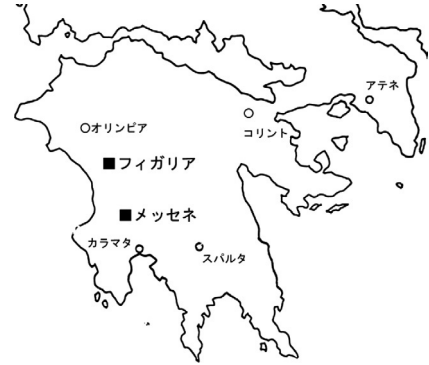 アテネ
コリント
オリンピア
フィガリア
メッセネ
カラマタ
スパルタ